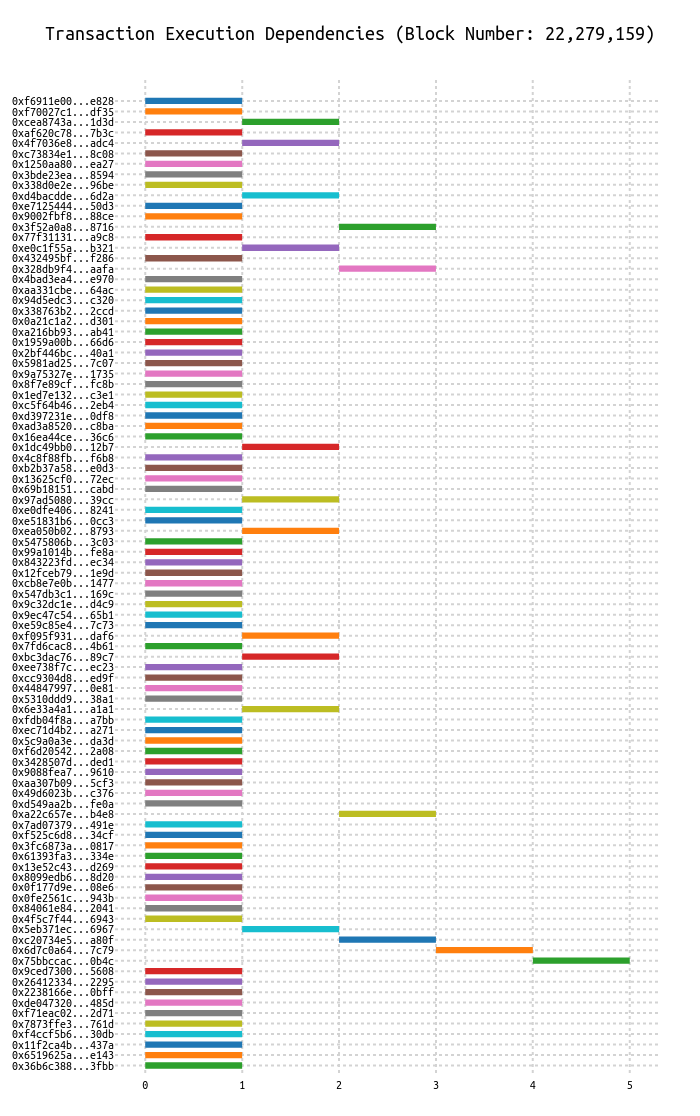 Transaction Execution Dependencies (Block Number: 22,279,159)
0xf6911e00...e828
0xf70027c1...df35
0xcea8743a...1d3d
0xaf620c78...7b3c
0x4f7036e8...adc4
0xc73834e1...8c08
0x1250aa80...ea27
0x3bde23ea...8594
0x338d0e2e...96be
0xd4bacdde...6d2a
0xe7125444...50d3
0x9002fbf8...88ce
0x3f52a0a8...8716
0x77f31131...a9c8
0xe0c1f55a...b321
0x432495bf...f286
0x328db9f4...aafa
0x4bad3ea4...e970
0xaa331cbe...64ac
0x94d5edc3...c320
0x338763b2...2ccd
0x0a21c1a2...d301
0xa216bb93...ab41
0x1959a00b...66d6
0x2bf446bc...40a1
0x5981ad25...7c07
0x9a75327e...1735
0x8f7e89cf...fc8b
0x1ed7e132...c3e1
0xc5f64b46...2eb4
0xd397231e...0df8
0xad3a8520...c8ba
0x16ea44ce...36c6
0x1dc49bb0...12b7
0x4c8f88fb...f6b8
0xb2b37a58...e0d3
0x13625cf0...72ec
0x69b18151...cabd
0x97ad5080...39cc
0xe0dfe406...8241
0xe51831b6...0cc3
0xea050b02...8793
0x5475806b...3c03
0x99a1014b...fe8a
0x843223fd...ec34
0x12fceb79...1e9d
0xcb8e7e0b...1477
0x547db3c1...169c
0x9c32dc1e...d4c9
0x9ec47c54...65b1
0xe59c85e4...7c73
0xf095f931...daf6
0x7fd6cac8...4b61
0xbc3dac76...89c7
0xee738f7c...ec23
0xcc9304d8...ed9f
0x44847997...0e81
0x5310ddd9...38a1
0x6e33a4a1...a1a1
0xfdb04f8a...a7bb
0xec71d4b2...a271
0x5c9a0a3e...da3d
0xf6d20542...2a08
0x3428507d...ded1
0x9088fea7...9610
0xaa307b09...5cf3
0x49d6023b...c376
0xd549aa2b...fe0a
0xa22c657e...b4e8
0x7ad07379...491e
0xf525c6d8...34cf
0x3fc6873a...0817
0x61393fa3...334e
0x13e52c43...d269
0x8099edb6...8d20
0x0f177d9e...08e6
0x0fe2561c...943b
0x84061e84...2041
0x4f5c7f44...6943
0x5eb371ec...6967
0xc20734e5...a80f
0x6d7c0a64...7c79
0x75bbccac...0b4c
0x9ced7300...5608
0x26412334...2295
0x2238166e...0bff
0xde047320...485d
0xf71eac02...2d71
0x7873ffe3...761d
0xf4ccf5b6...30db
0x11f2ca4b...437a
0x6519625a...e143
0x36b6c388...3fbb
0 1 2 3 4 5